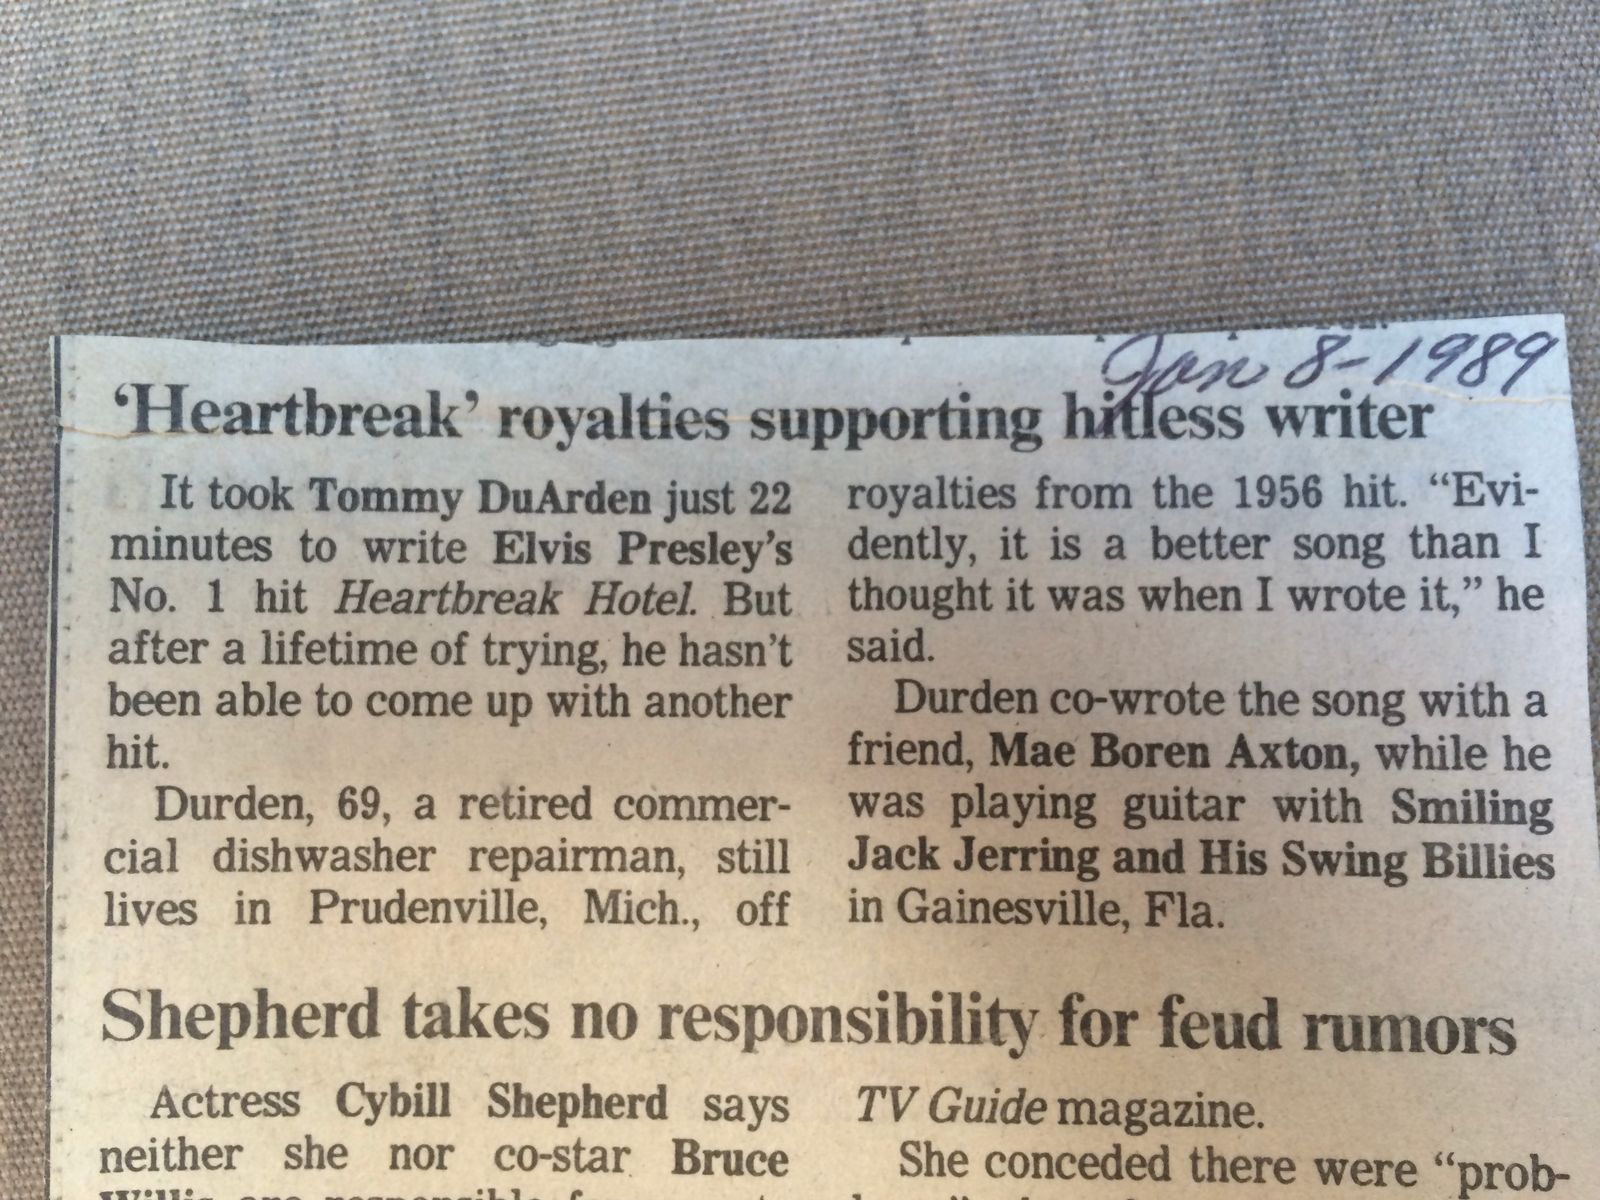 Jan 8-1989
‘Heartbreak’ royalties supporting hitless writer
It took Tommy DuArden just 22
minutes to write Elvis Presley’s
No. 1 hit Heartbreak Hotel. But
after a lifetime of trying, he hasn’t
been able to come up with another
hit.
Durden, 69, a retired commer-
cial dishwasher repairman, still
lives in Prudenville, Mich., off
royalties from the 1956 hit. “Evi-
dently, it is a better song than I
thought it was when I wrote it,” he
said.
Durden co-wrote the song with a
friend, Mae Boren Axton, while he
was playing guitar with Smiling
Jack Jerring and His Swing Billies
in Gainesville, Fla.
Shepherd takes no responsibility for feud rumors
Actress Cybill Shepherd says
neither she nor co-star Bruce
Willis are responsible
TV Guide magazine.
She conceded there were “prob-